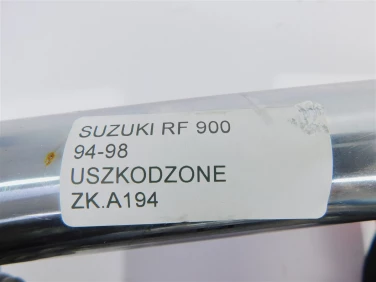 SUZUKI RF 900
94-98
USZKODZONE
ZK.A194